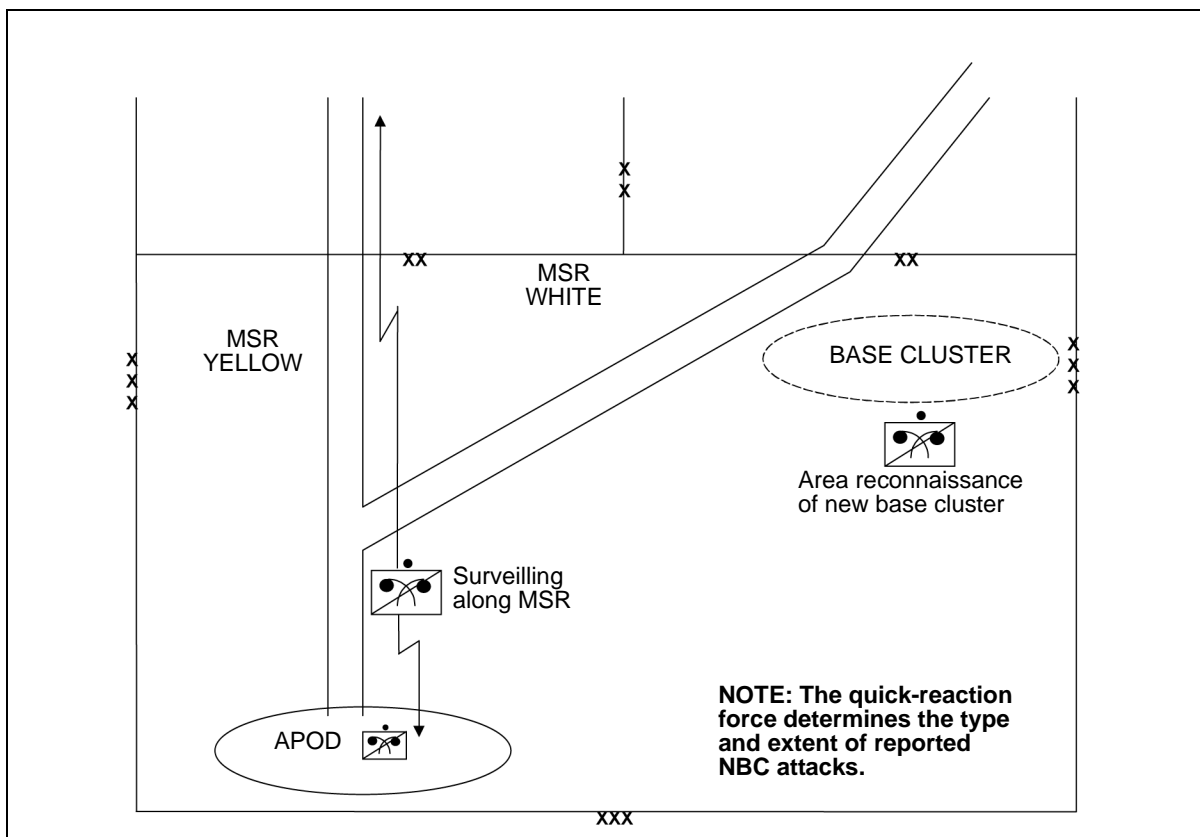 X
X
XX
MSR
WHITE
XX
MSR
YELLOW
X
X
X
BASE CLUSTER
X
X
X
Area reconnaissance
of new base cluster
Surveilling
along MSR
NOTE: The quick-reaction
force determines the type
and extent of reported
NBC attacks.
APOD
XXX